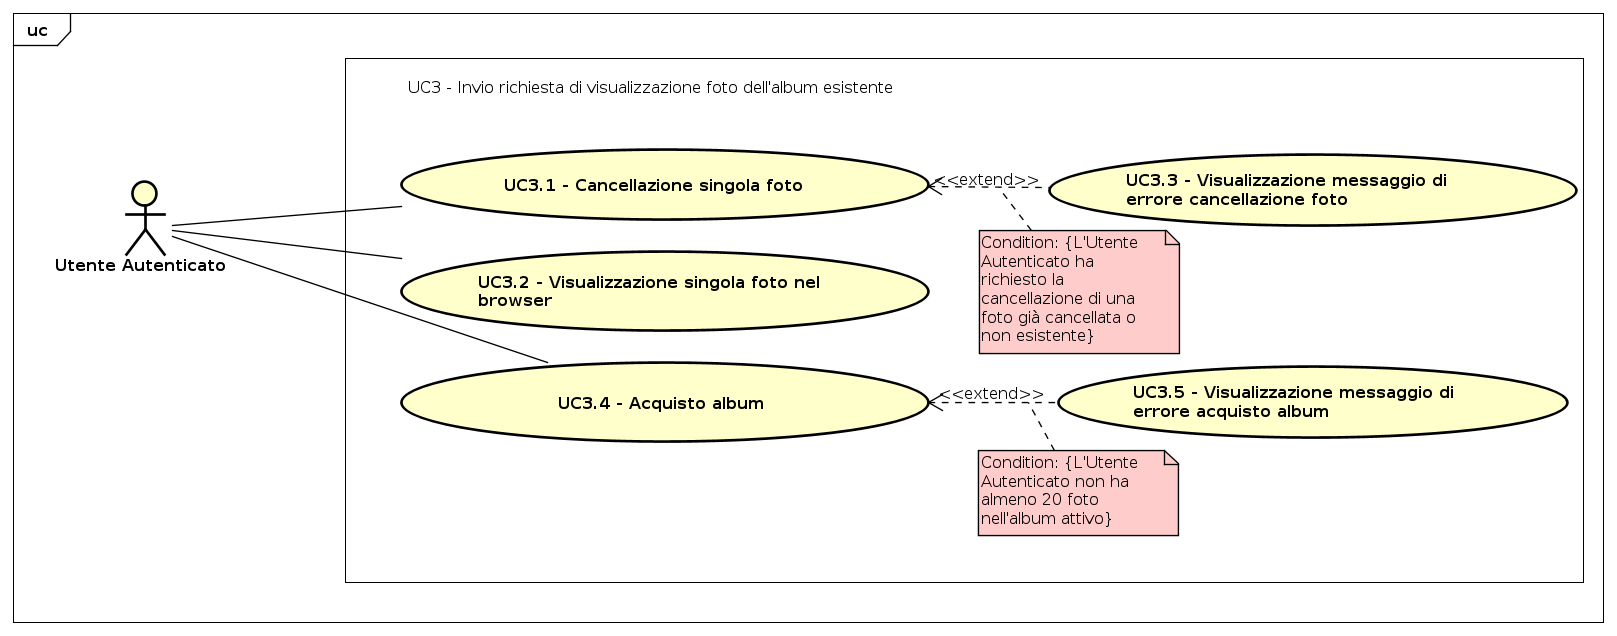 uc
UC3 - Invio richiesta di visualizzazione foto dell'album esistente
UC3.1 - Cancellazione singola foto
<<extend>>
UC3.3 - Visualizzazione messaggio di
errore cancellazione foto
Utente Autenticato
Condition: {L'Utente
Autenticato ha
richiesto la
cancellazione di una
foto già cancellata o
non esistente}
UC3.2 - Visualizzazione singola foto nel
browser
UC3.4 - Acquisto album
<<extend>>
UC3.5 - Visualizzazione messaggio di
errore acquisto album
Condition: {L'Utente
Autenticato non ha
almeno 20 foto
nell'album attivo}